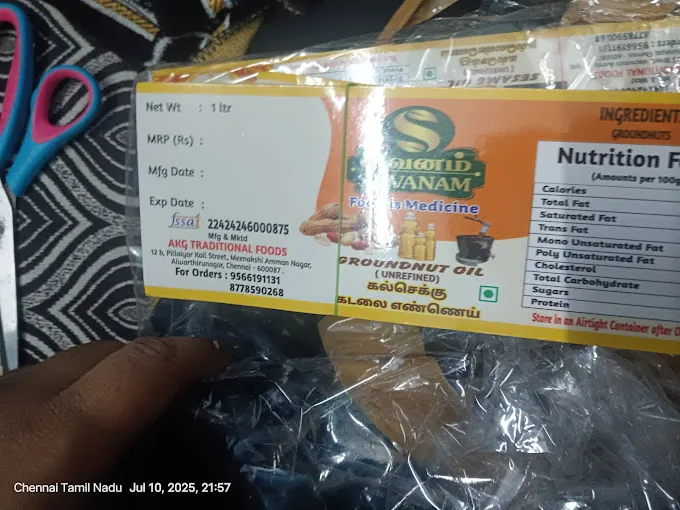 Net Wt : 1 ltr
MRP (Rs) :
Mfg Date :
Exp Date :
fssai 22424246000875
Mfg & Mktd
AKG TRADITIONAL FOODS
12 b, Pillaiyar Koil Street, Meenakshi Amman Nagar,
Alwarthirunagar, Chennai - 600087 .
For Orders : 9566191131
8778590268
S
VANAM
Food is Medicine
GROUNDNUT OIL
( UNREFINED )
கல்செக்கு
கடலை எண்ணெய்
INGREDIENT
GROUNDNUTS
Nutrition F
(Amounts per 100g
Calories
Total Fat
Saturated Fat
Trans Fat
Mono Unsaturated Fat
Poly Unsaturated Fat
Cholesterol
Total Carbohydrate
Sugars
Protein
Store in an Airtight Container after O
SESAME OIL
Chennai Tamil Nadu Jul 10, 2025, 21:57